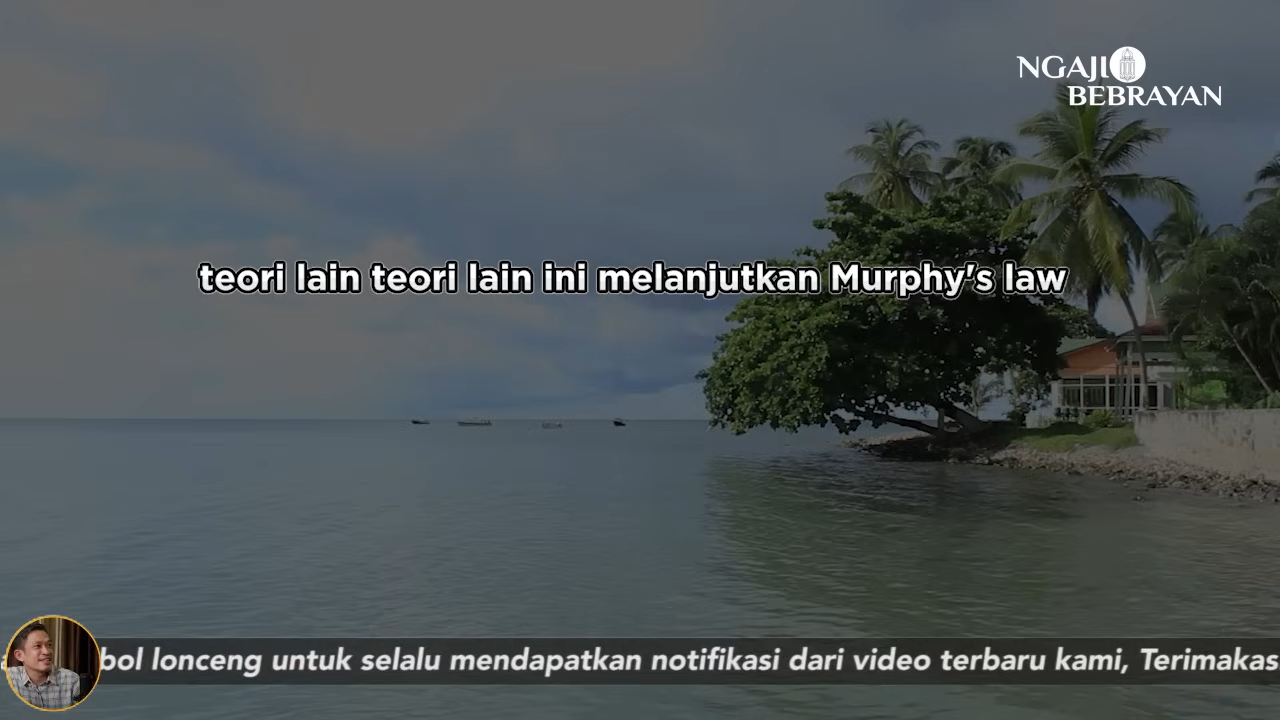 NGAJI
BEBRAYAN
teori lain teori lain ini melanjutkan Murphy's law
bol lonceng untuk selalu mendapatkan notifikasi dari video terbaru kami, Terimakas